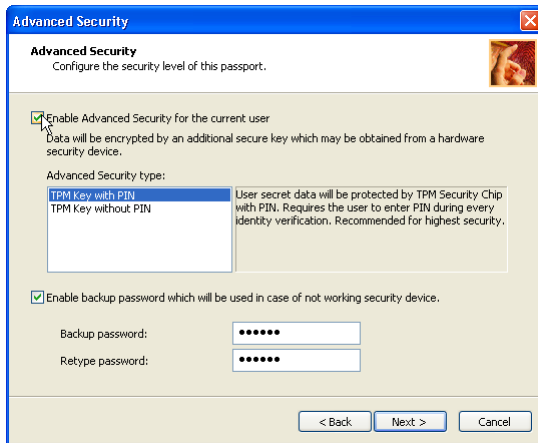 Advanced Security
Advanced Security
Configure the security level of this passport.
Enable Advanced Security for the current user
Data will be encrypted by an additional secure key which may be obtained from a hardware
security device.
Advanced Security type:
TPM Key with PIN
TPM Key without PIN
User secret data will be protected by TPM Security Chip
with PIN. Requires the user to enter PIN during every
identity verification. Recommended for highest security.
Enable backup password which will be used in case of not working security device.
Backup password:
••••••
Retype password:
••••••
< Back
Next >
Cancel